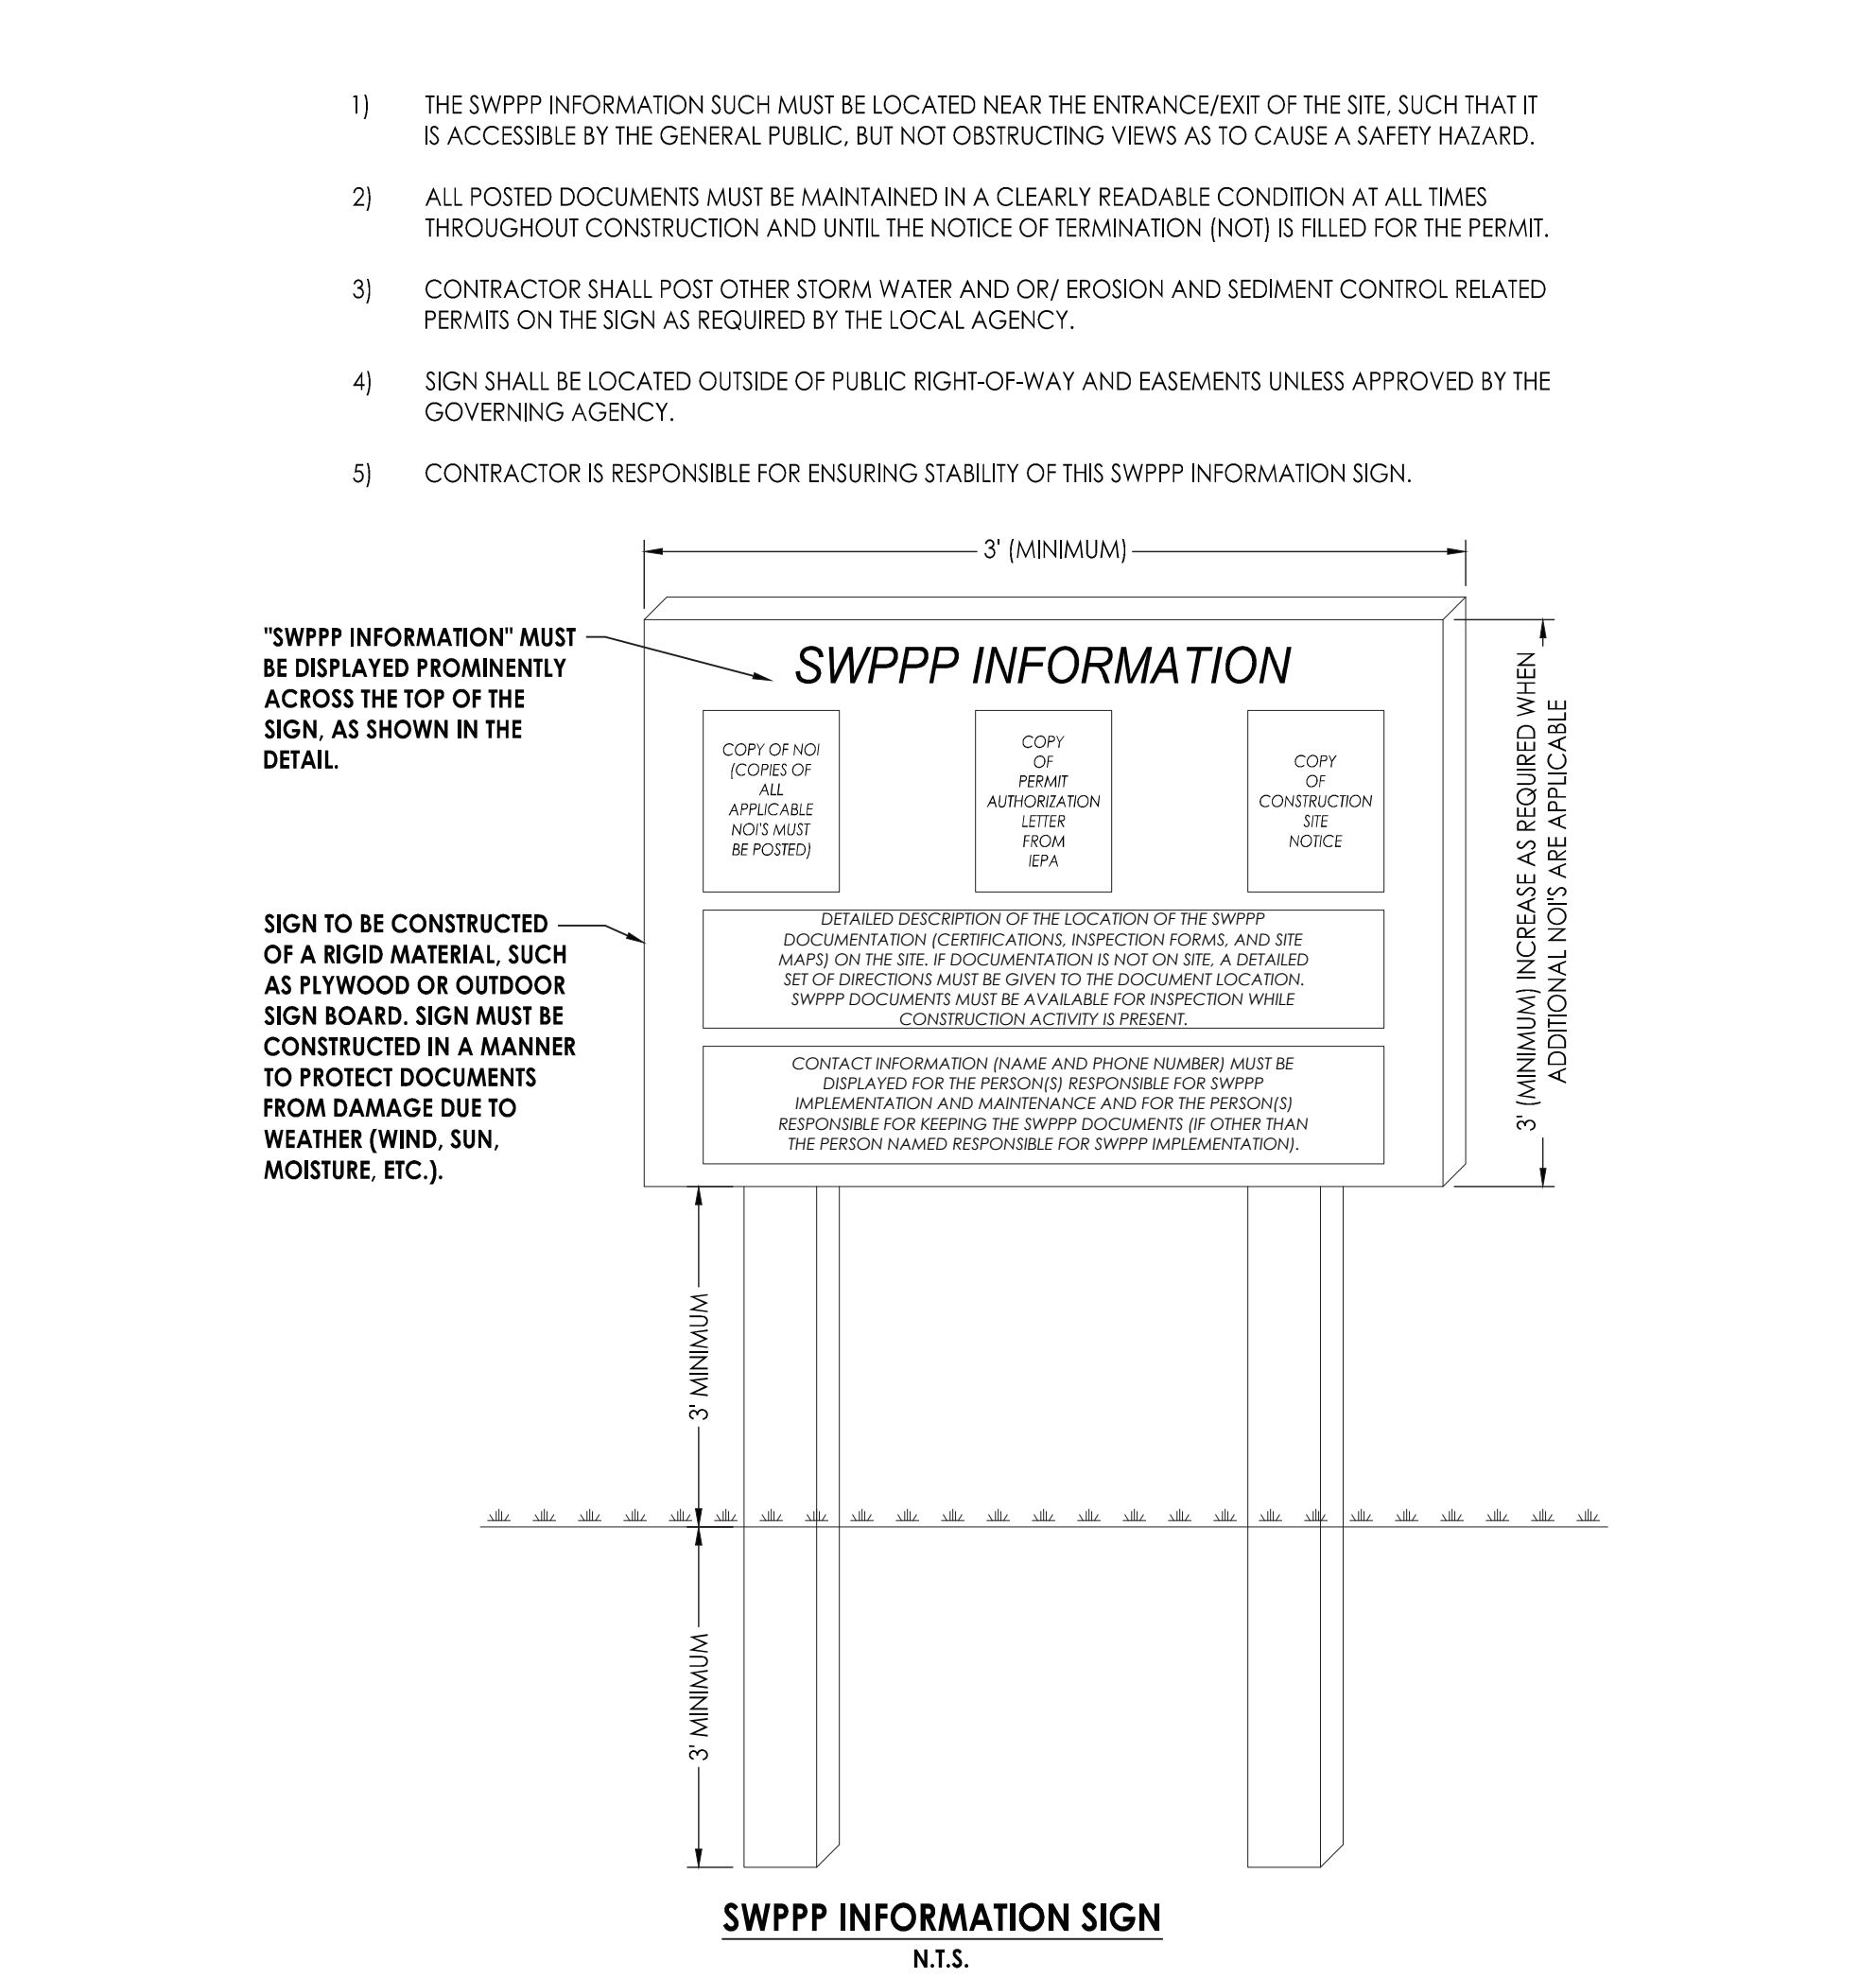 1) THE SWPPP INFORMATION SUCH MUST BE LOCATED NEAR THE ENTRANCE/EXIT OF THE SITE, SUCH THAT IT
IS ACCESSIBLE BY THE GENERAL PUBLIC, BUT NOT OBSTRUCTING VIEWS AS TO CAUSE A SAFETY HAZARD.
2) ALL POSTED DOCUMENTS MUST BE MAINTAINED IN A CLEARLY READABLE CONDITION AT ALL TIMES
THROUGHOUT CONSTRUCTION AND UNTIL THE NOTICE OF TERMINATION (NOT) IS FILLED FOR THE PERMIT.
3) CONTRACTOR SHALL POST OTHER STORM WATER AND OR/ EROSION AND SEDIMENT CONTROL RELATED
PERMITS ON THE SIGN AS REQUIRED BY THE LOCAL AGENCY.
4) SIGN SHALL BE LOCATED OUTSIDE OF PUBLIC RIGHT-OF-WAY AND EASEMENTS UNLESS APPROVED BY THE
GOVERNING AGENCY.
5) CONTRACTOR IS RESPONSIBLE FOR ENSURING STABILITY OF THIS SWPPP INFORMATION SIGN.
3' (MINIMUM)
"SWPPP INFORMATION" MUST
BE DISPLAYED PROMINENTLY
ACROSS THE TOP OF THE
SIGN, AS SHOWN IN THE
DETAIL.
SIGN TO BE CONSTRUCTED
OF A RIGID MATERIAL, SUCH
AS PLYWOOD OR OUTDOOR
SIGN BOARD. SIGN MUST BE
CONSTRUCTED IN A MANNER
TO PROTECT DOCUMENTS
FROM DAMAGE DUE TO
WEATHER (WIND, SUN,
MOISTURE, ETC.).
SWPPP INFORMATION
COPY OF NOI
(COPIES OF
ALL
APPLICABLE
NOI'S MUST
BE POSTED)
COPY
OF
PERMIT
AUTHORIZATION
LETTER
FROM
IEPA
COPY
OF
CONSTRUCTION
SITE
NOTICE
DETAILED DESCRIPTION OF THE LOCATION OF THE SWPPP
DOCUMENTATION (CERTIFICATIONS, INSPECTION FORMS, AND SITE
MAPS) ON THE SITE. IF DOCUMENTATION IS NOT ON SITE, A DETAILED
SET OF DIRECTIONS MUST BE GIVEN TO THE DOCUMENT LOCATION.
SWPPP DOCUMENTS MUST BE AVAILABLE FOR INSPECTION WHILE
CONSTRUCTION ACTIVITY IS PRESENT.
CONTACT INFORMATION (NAME AND PHONE NUMBER) MUST BE
DISPLAYED FOR THE PERSON(S) RESPONSIBLE FOR SWPPP
IMPLEMENTATION AND MAINTENANCE AND FOR THE PERSON(S)
RESPONSIBLE FOR KEEPING THE SWPPP DOCUMENTS (IF OTHER THAN
THE PERSON NAMED RESPONSIBLE FOR SWPPP IMPLEMENTATION).
3' (MINIMUM) INCREASE AS REQUIRED WHEN
ADDITIONAL NOI'S ARE APPLICABLE
3' MINIMUM
3' MINIMUM
SWPPP INFORMATION SIGN
N.T.S.